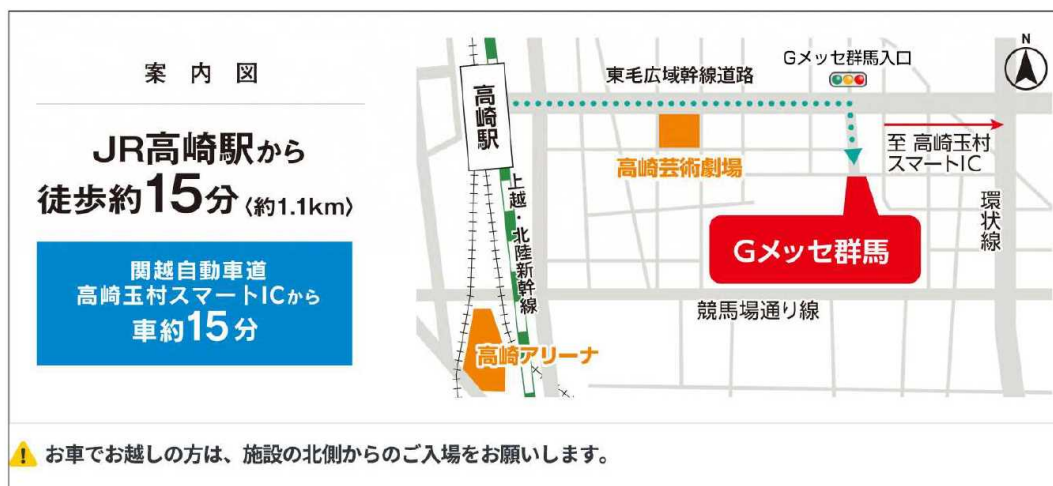 案内図
JR高崎駅から
徒歩約15分〈約1.1km〉
関越自動車道
高崎玉村スマートICから
車約15分
高崎駅
東毛広域幹線道路
Gメッセ群馬入口
N
高崎芸術劇場
至 高崎玉村
スマートIC
上越・北陸新幹線
環状線
Gメッセ群馬
競馬場通り線
高崎アリーナ
お車でお越しの方は、施設の北側からのご入場をお願いします。